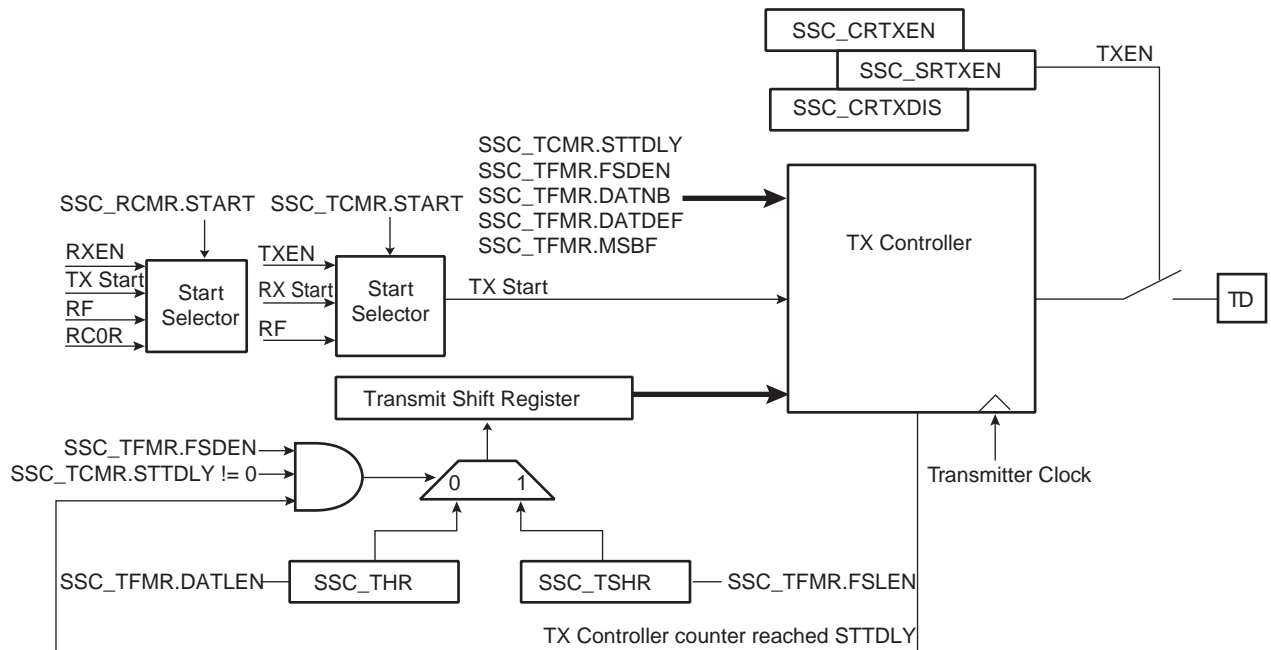 SSC_CRTXEN
SSC_SRTXEN
TXEN
SSC_CRTXDIS
SSC_TCMR.STTDLY
SSC_TFMR.FSDEN
SSC_TFMR.DATNB
SSC_TFMR.DATDEF
SSC_TFMR.MSBF
SSC_RCMR.START
SSC_TCMR.START
RXEN
TX Start
RF
RC0R
Start
Selector
TXEN
RX Start
RF
Start
Selector
TX Start
TX Controller
TD
Transmit Shift Register
SSC_TFMR.FSDEN
SSC_TCMR.STTDLY != 0
0 1
Transmitter Clock
SSC_TFMR.DATLEN
SSC_THR
SSC_TSHR
SSC_TFMR.FSLEN
TX Controller counter reached STTDLY